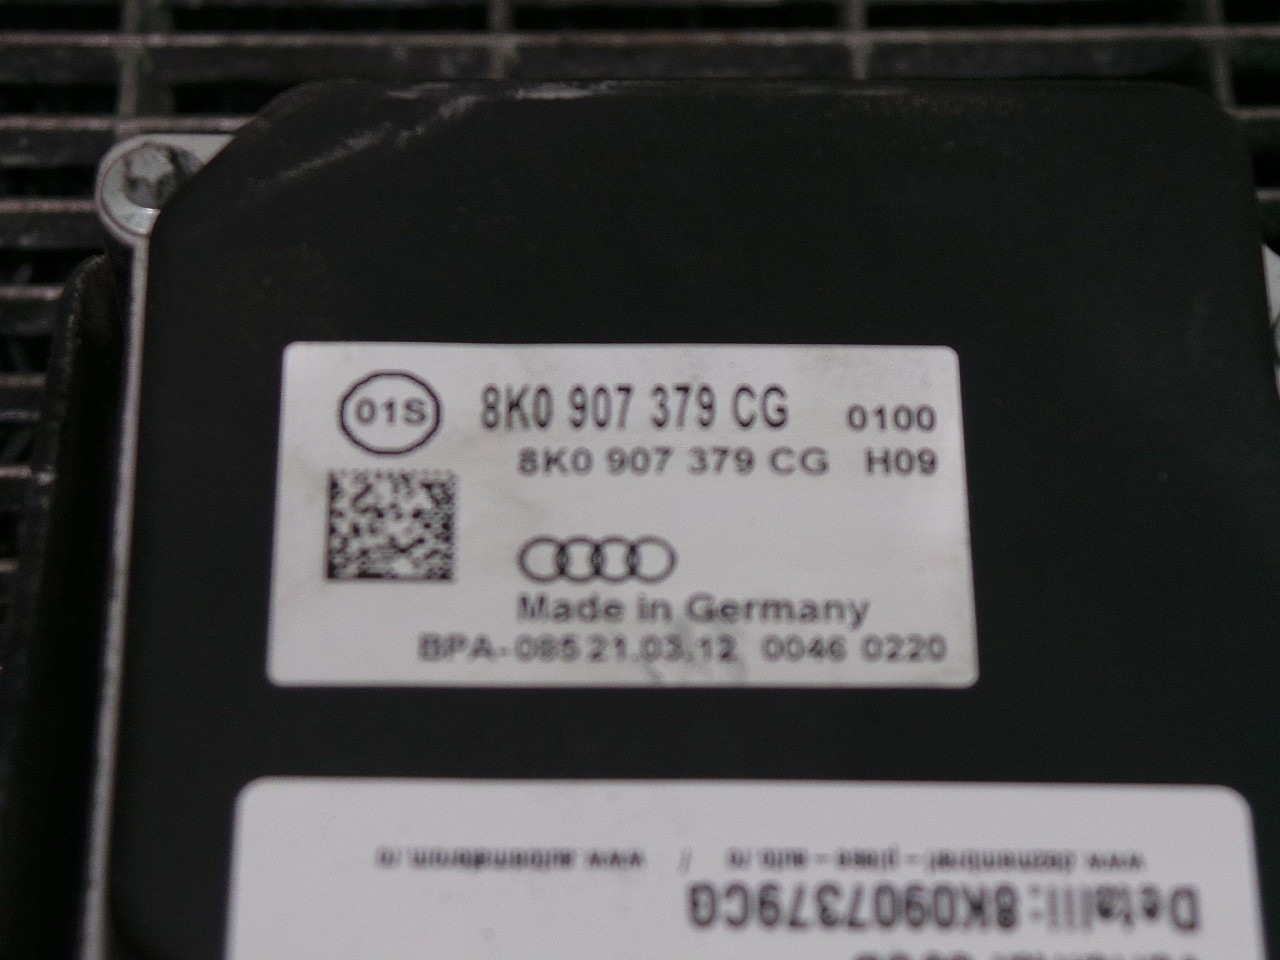 01S
8K0 907 379 CG 0100
8K0 907 379 CG H09
Made in Germany
BPA-085 21.03.12 0046 0220
Detalii: 8K0907379CG